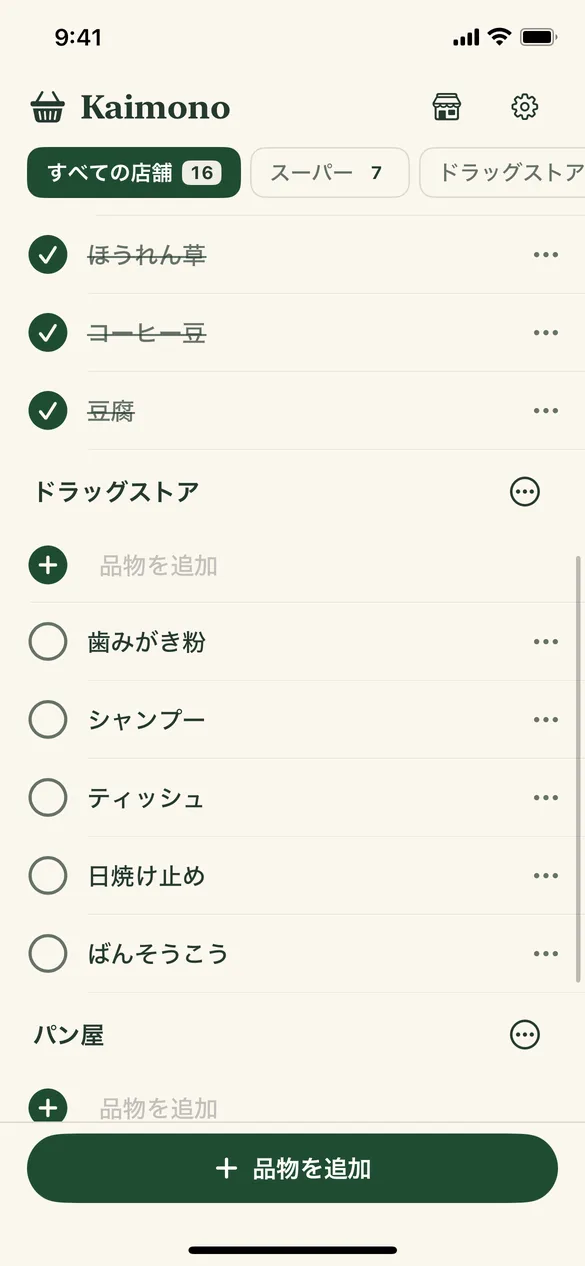 9:41
Kaimono
すべての店舗 16 スーパー 7 ドラッグストア
ほうれん草
コーヒー豆
豆腐
ドラッグストア
品物を追加
歯みがき粉
シャンプー
ティッシュ
日焼け止め
ばんそうこう
パン屋
品物を追加
+ 品物を追加